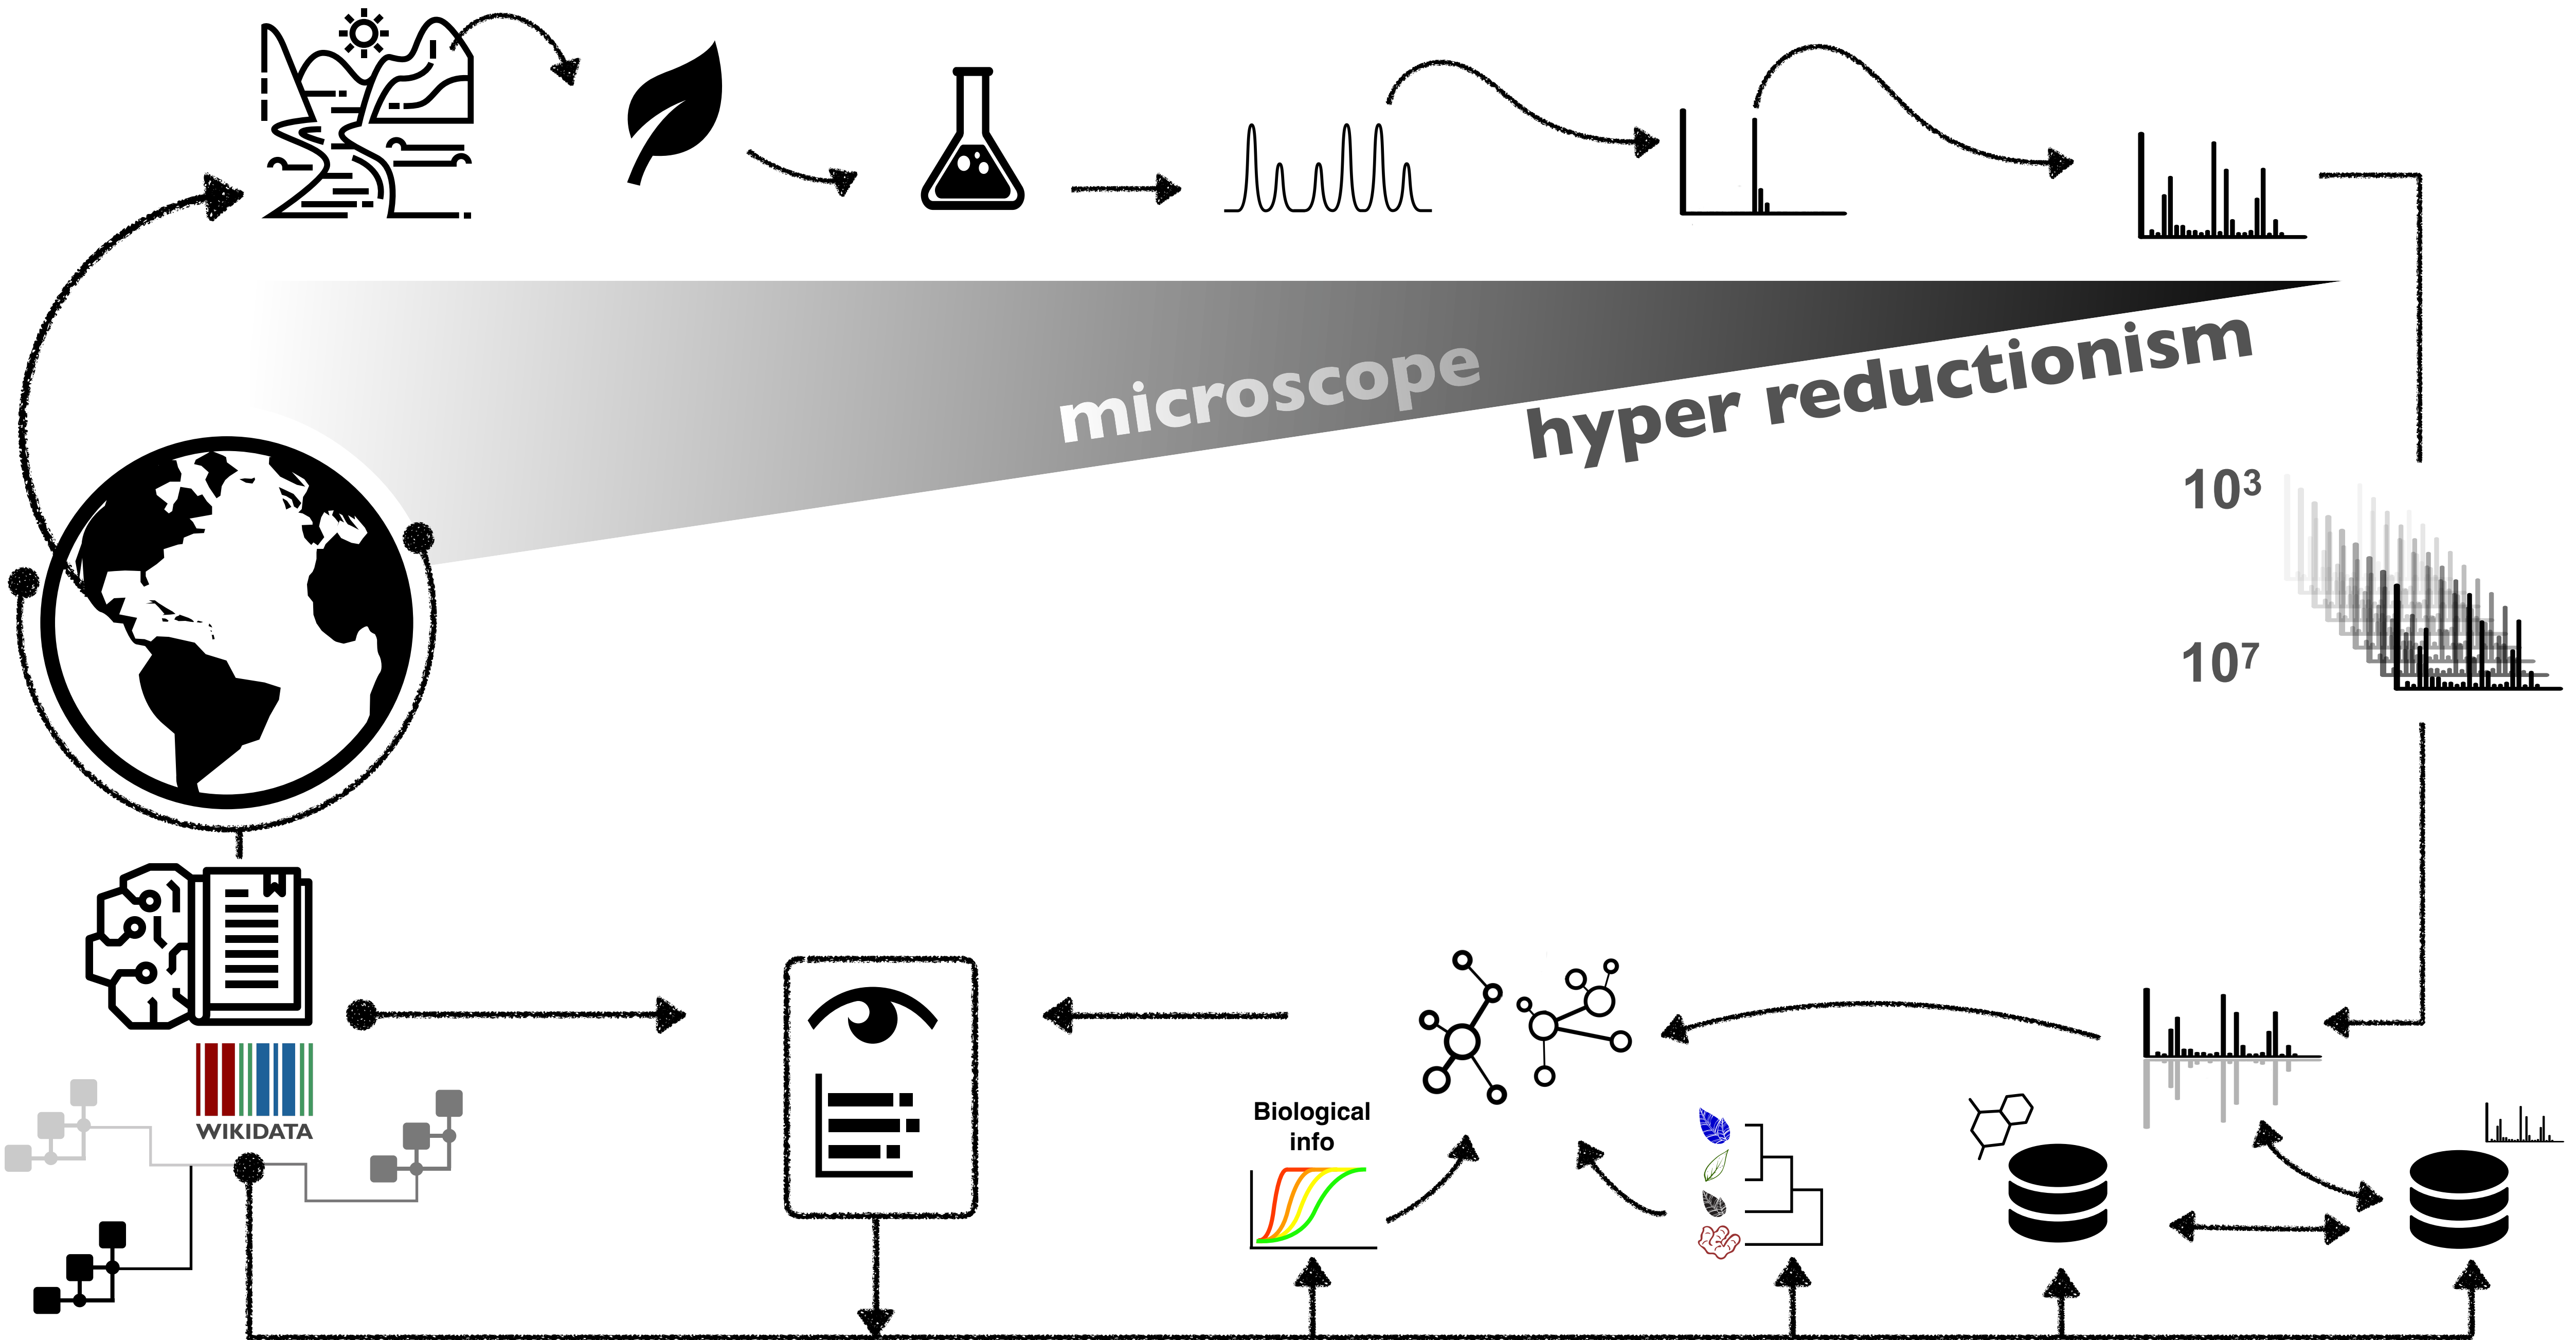 microscope
hyper reductionism
10³
10⁷
Biological
info
WIKIDATA